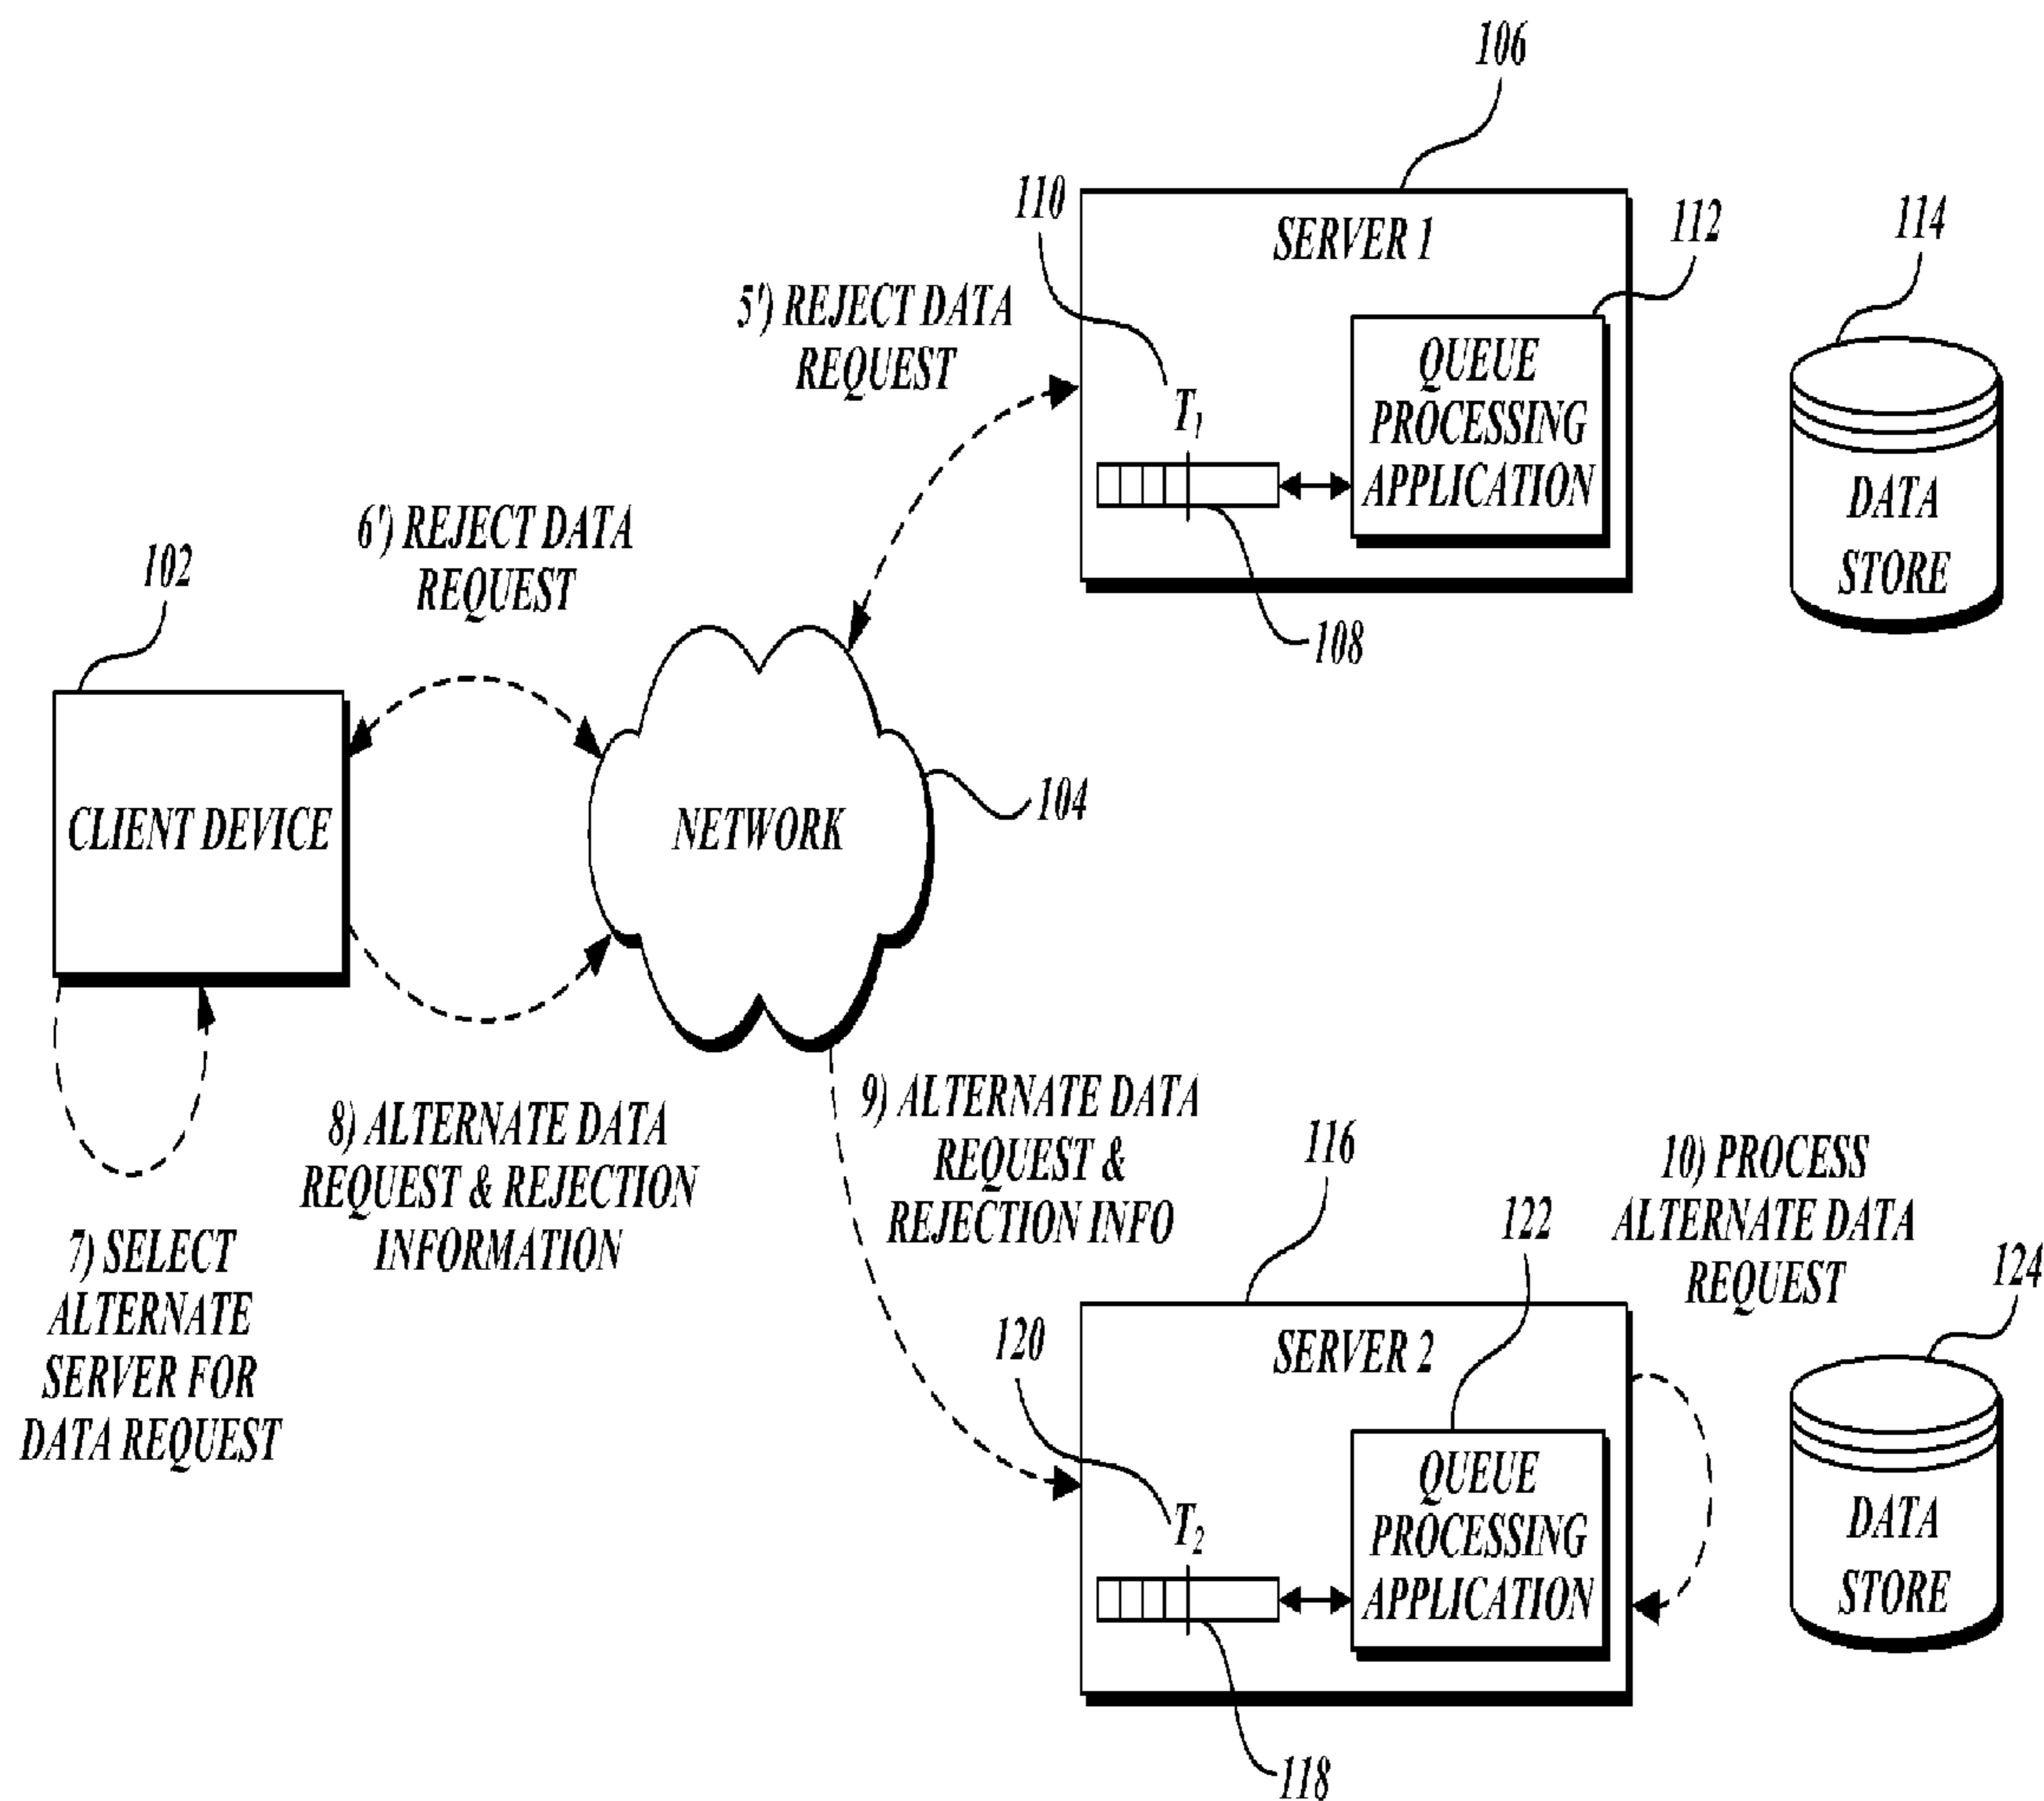 106
110
SERVER 1
112
114
5') REJECT DATA
REQUEST
QUEUE
PROCESSING
APPLICATION
T1
DATA
STORE
108
6') REJECT DATA
REQUEST
102
CLIENT DEVICE
NETWORK
104
7) SELECT
ALTERNATE
SERVER FOR
DATA REQUEST
8) ALTERNATE DATA
REQUEST & REJECTION
INFORMATION
9) ALTERNATE DATA
REQUEST &
REJECTION INFO
116
122
10) PROCESS
ALTERNATE DATA
REQUEST
124
120
SERVER 2
T2
QUEUE
PROCESSING
APPLICATION
DATA
STORE
118